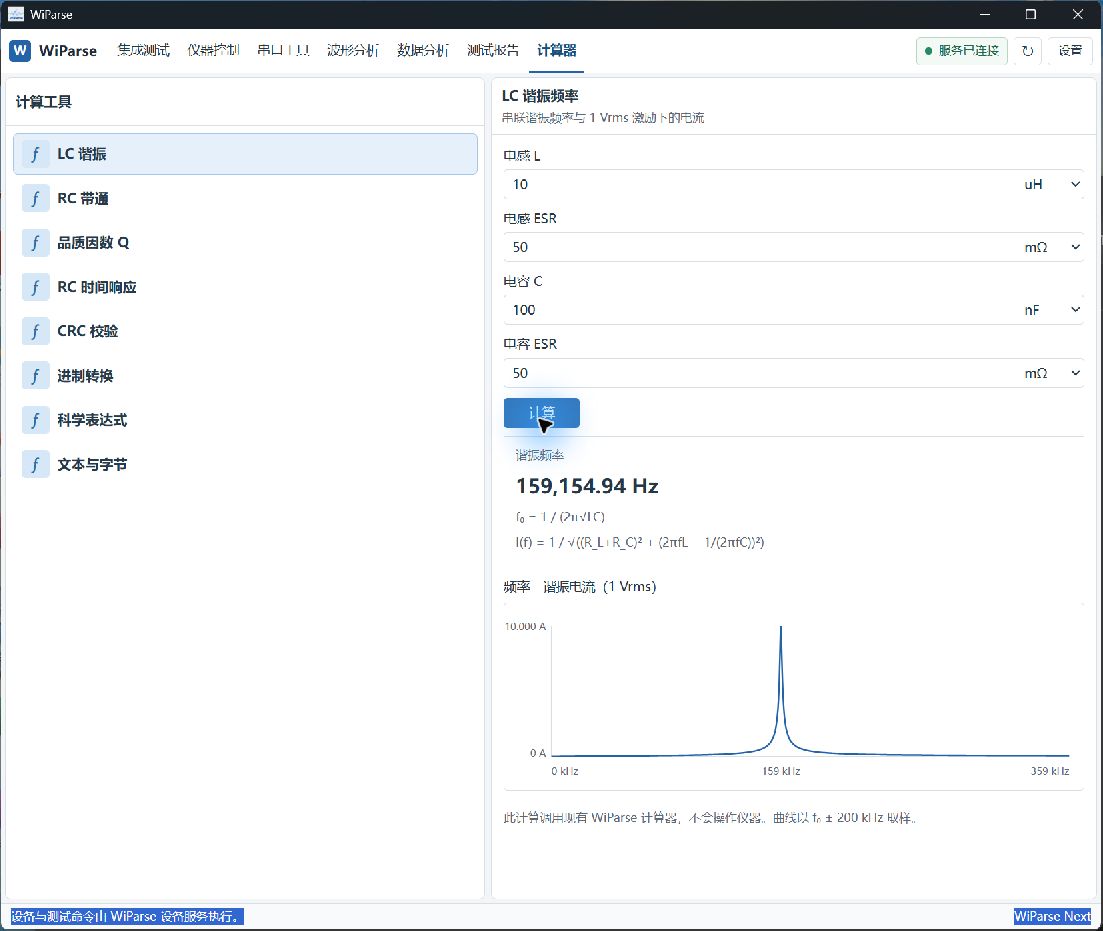 WiParse
W WiParse 集成测试 仪器控制 串口工具 波形分析 数据分析 测试报告 计算器 服务已连接 ↻ 设置
计算工具
f LC 谐振
f RC 带通
f 品质因数 Q
f RC 时间响应
f CRC 校验
f 进制转换
f 科学表达式
f 文本与字节
LC 谐振频率
串联谐振频率与 1 Vrms 激励下的电流
电感 L
10 uH
电感 ESR
50 mΩ
电容 C
100 nF
电容 ESR
50 mΩ
计算
谐振频率
159,154.94 Hz
f₀ = 1 / (2π√LC)
I(f) = 1 / √((R_L+R_C)² + (2πfL − 1/(2πfC))²)
频率 谐振电流 (1 Vrms)
10.000 A
0 A
0 kHz 159 kHz 359 kHz
此计算调用现有 WiParse 计算器，不会操作仪器。曲线以 f₀ ± 200 kHz 取样。
设备与测试命令由 WiParse 设备服务执行。 WiParse Next